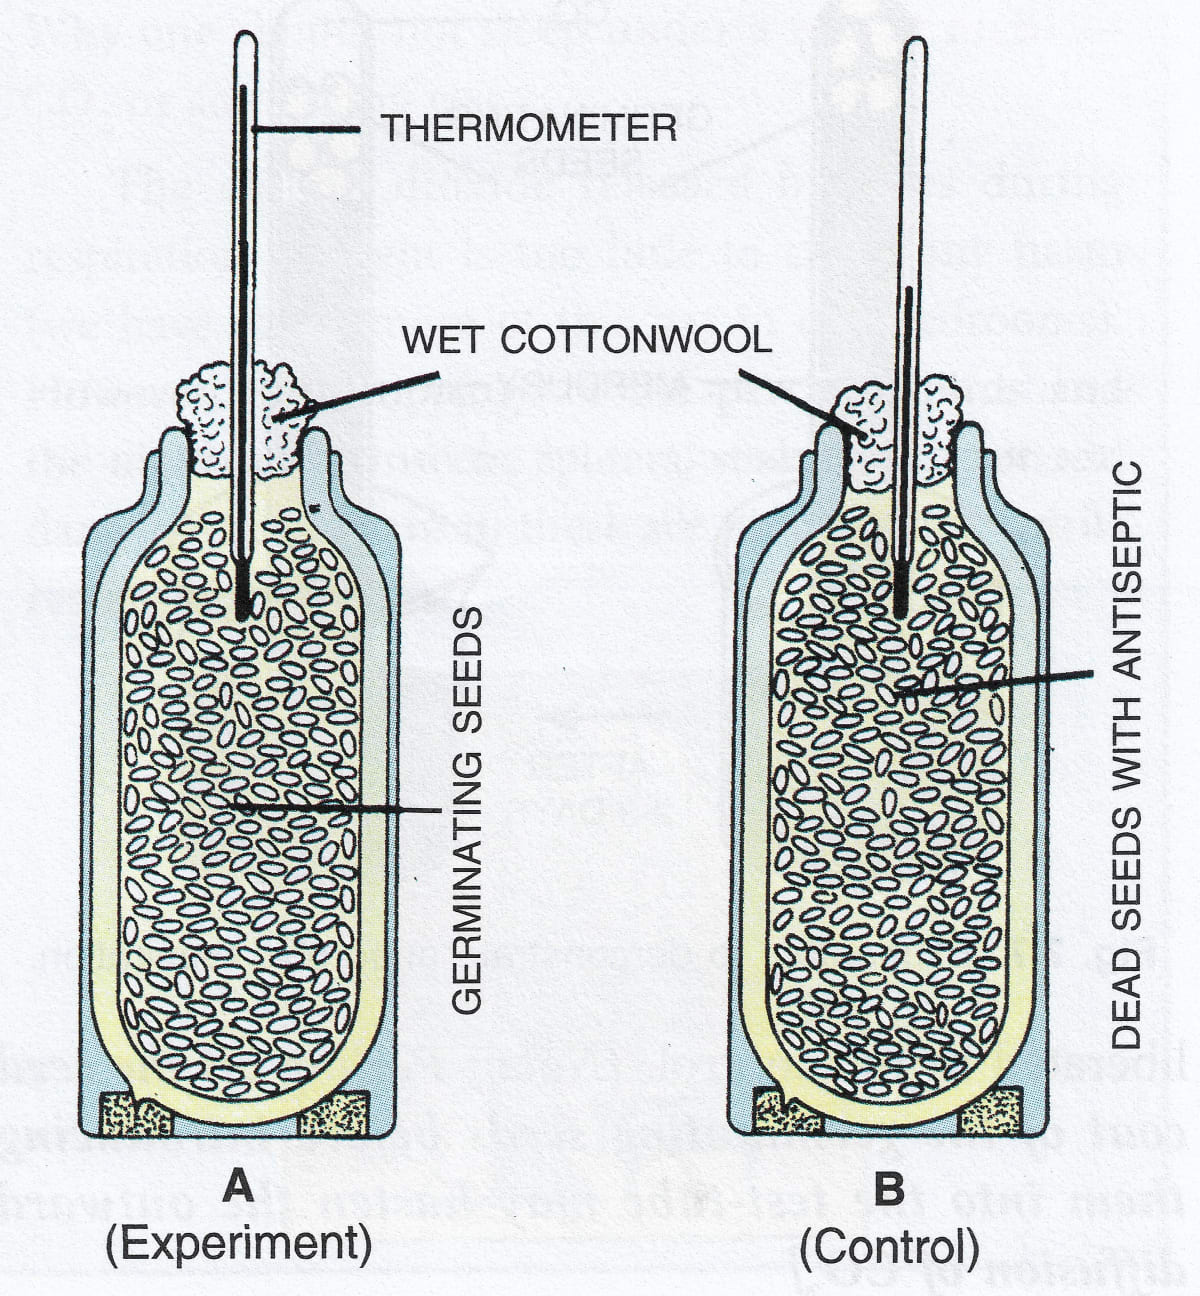 THERMOMETER
WET COTTONWOOL
GERMINATING SEEDS
DEAD SEEDS WITH ANTISEPTIC
A
(Experiment)
B
(Control)